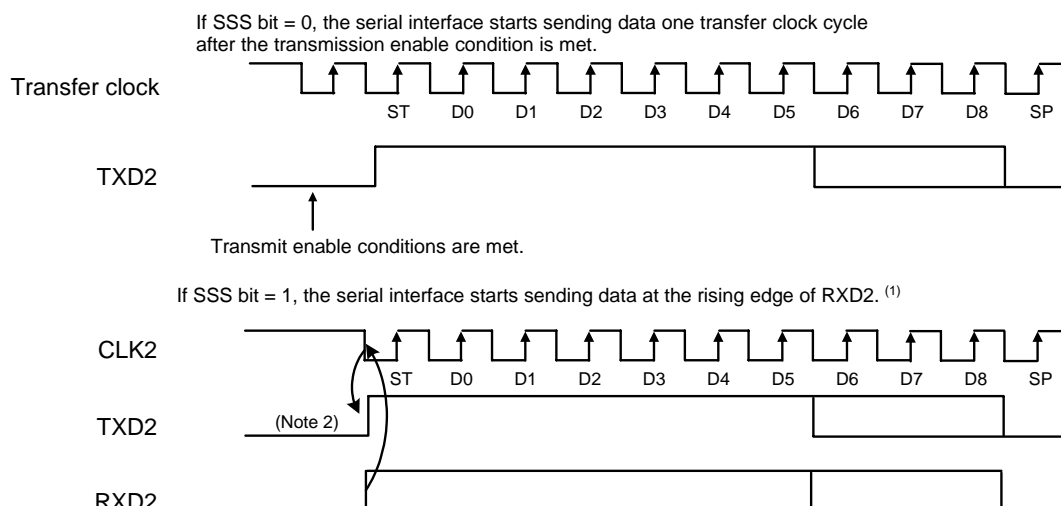 If SSS bit = 0, the serial interface starts sending data one transfer clock cycle
after the transmission enable condition is met.
Transfer clock
ST D0 D1 D2 D3 D4 D5 D6 D7 D8 SP
TXD2
Transmit enable conditions are met.
If SSS bit = 1, the serial interface starts sending data at the rising edge of RXD2. (1)
CLK2
ST D0 D1 D2 D3 D4 D5 D6 D7 D8 SP
TXD2 (Note 2)
RXD2